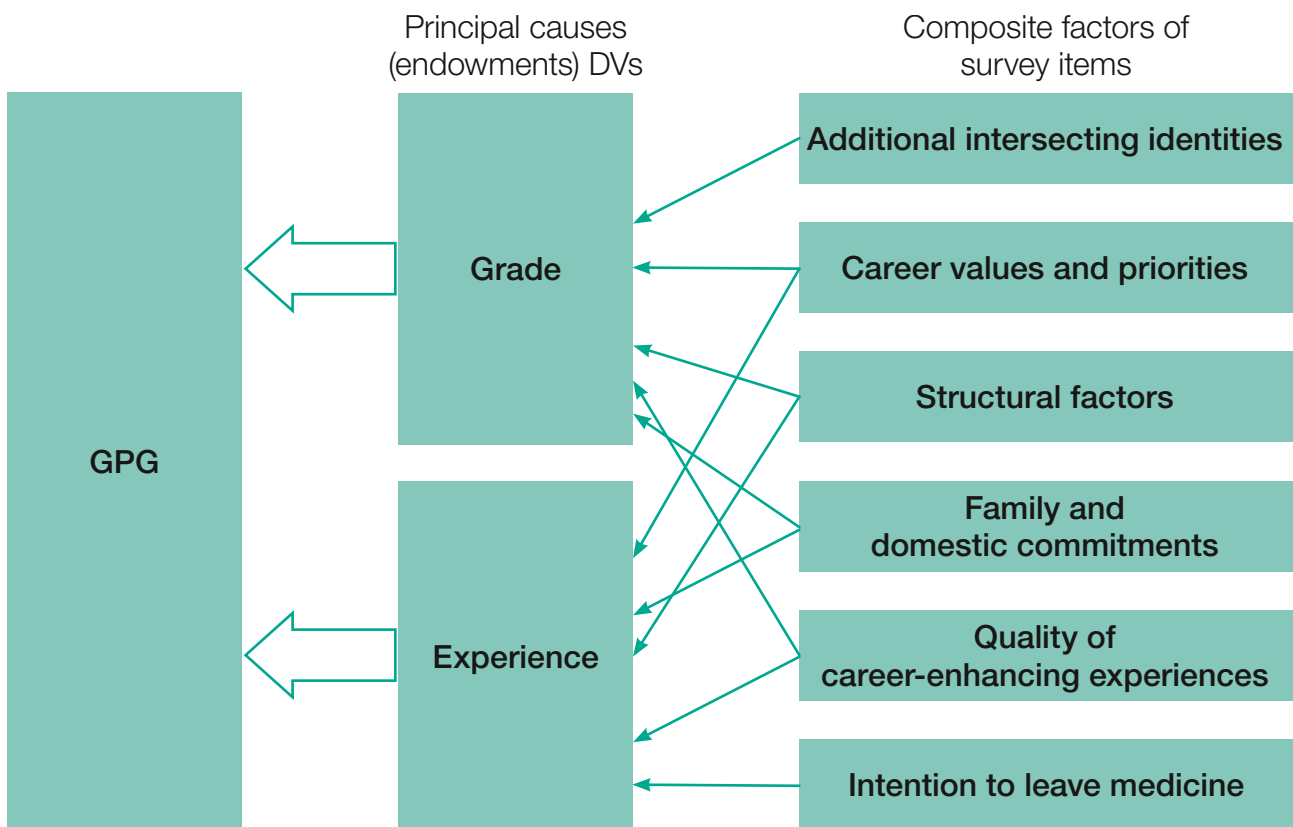 Principal causes
(endowments) DVs
Composite factors of
survey items
GPG
Grade
Experience
Additional intersecting identities
Career values and priorities
Structural factors
Family and
domestic commitments
Quality of
career-enhancing experiences
Intention to leave medicine